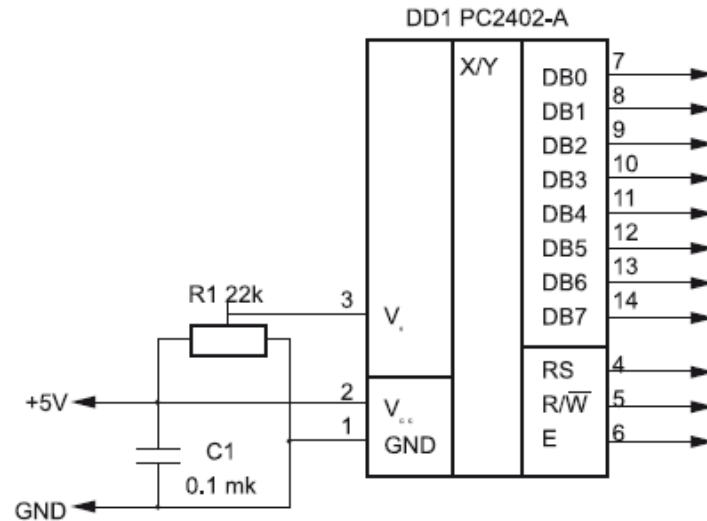 DD1 PC2402-A
X/Y
DB0 7
DB1 8
DB2 9
DB3 10
DB4 11
DB5 12
DB6 13
DB7 14
R1 22k
3 V
RS 4
+5V
2 Vcc
R/W̅ 5
1 GND
E 6
C1
0.1 mk
GND